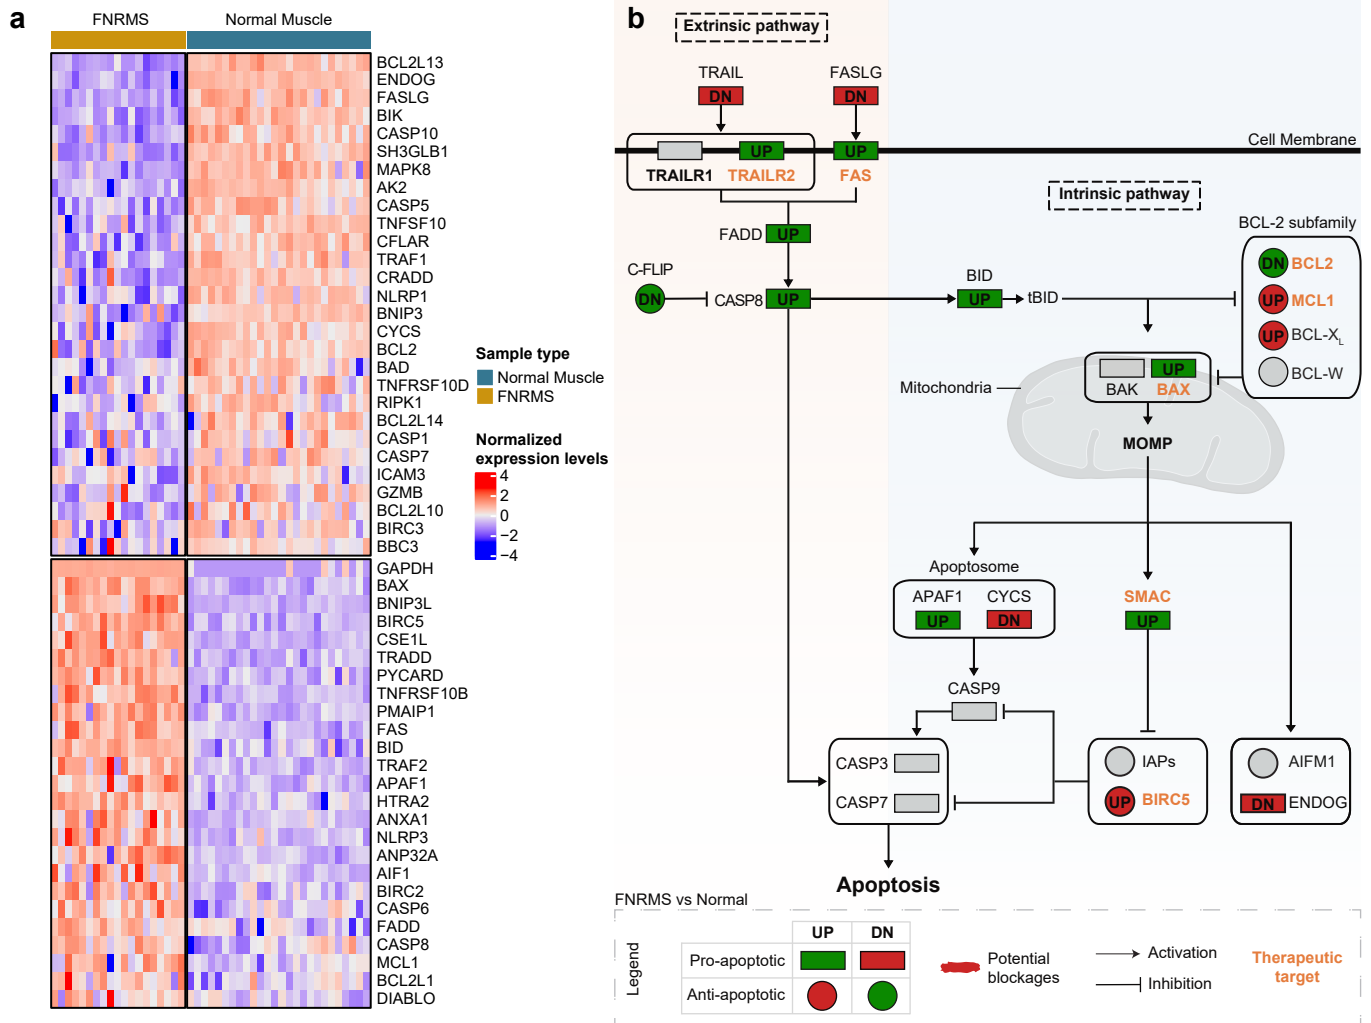 a
FNRMS
Normal Muscle
BCL2L13
ENDOG
FASLG
BIK
CASP10
SH3GLB1
MAPK8
AK2
CASP5
TNFSF10
CFLAR
TRAF1
CRADD
NLRP1
BNIP3
CYCS
BCL2
BAD
TNFRSF10D
RIPK1
BCL2L14
CASP1
CASP7
ICAM3
GZMB
BCL2L10
BIRC3
BBC3
GAPDH
BAX
BNIP3L
BIRC5
CSE1L
TRADD
PYCARD
TNFRSF10B
PMAIP1
FAS
BID
TRAF2
APAF1
HTRA2
ANXA1
NLRP3
ANP32A
AIF1
BIRC2
CASP6
FADD
CASP8
MCL1
BCL2L1
DIABLO
Sample type
Normal Muscle
FNRMS
Normalized
expression levels
4
2
0
−2
−4
b
Extrinsic pathway
TRAIL
FASLG
DN
DN
Cell Membrane
UP
UP
TRAILR1
TRAILR2
FAS
Intrinsic pathway
FADD
UP
BCL-2 subfamily
DN
BCL2
C-FLIP
BID
DN
CASP8
UP
UP
tBID
UP
MCL1
UP
BCL-XL
BCL-W
Mitochondria
UP
BAK
BAX
MOMP
Apoptosome
APAF1
CYCS
UP
DN
SMAC
UP
CASP9
CASP3
CASP7
IAPs
UP
BIRC5
AIFM1
DN
ENDOG
Apoptosis
FNRMS vs Normal
Legend
UP
DN
Pro-apoptotic
Anti-apoptotic
Potential
blockages
Activation
Inhibition
Therapeutic
target